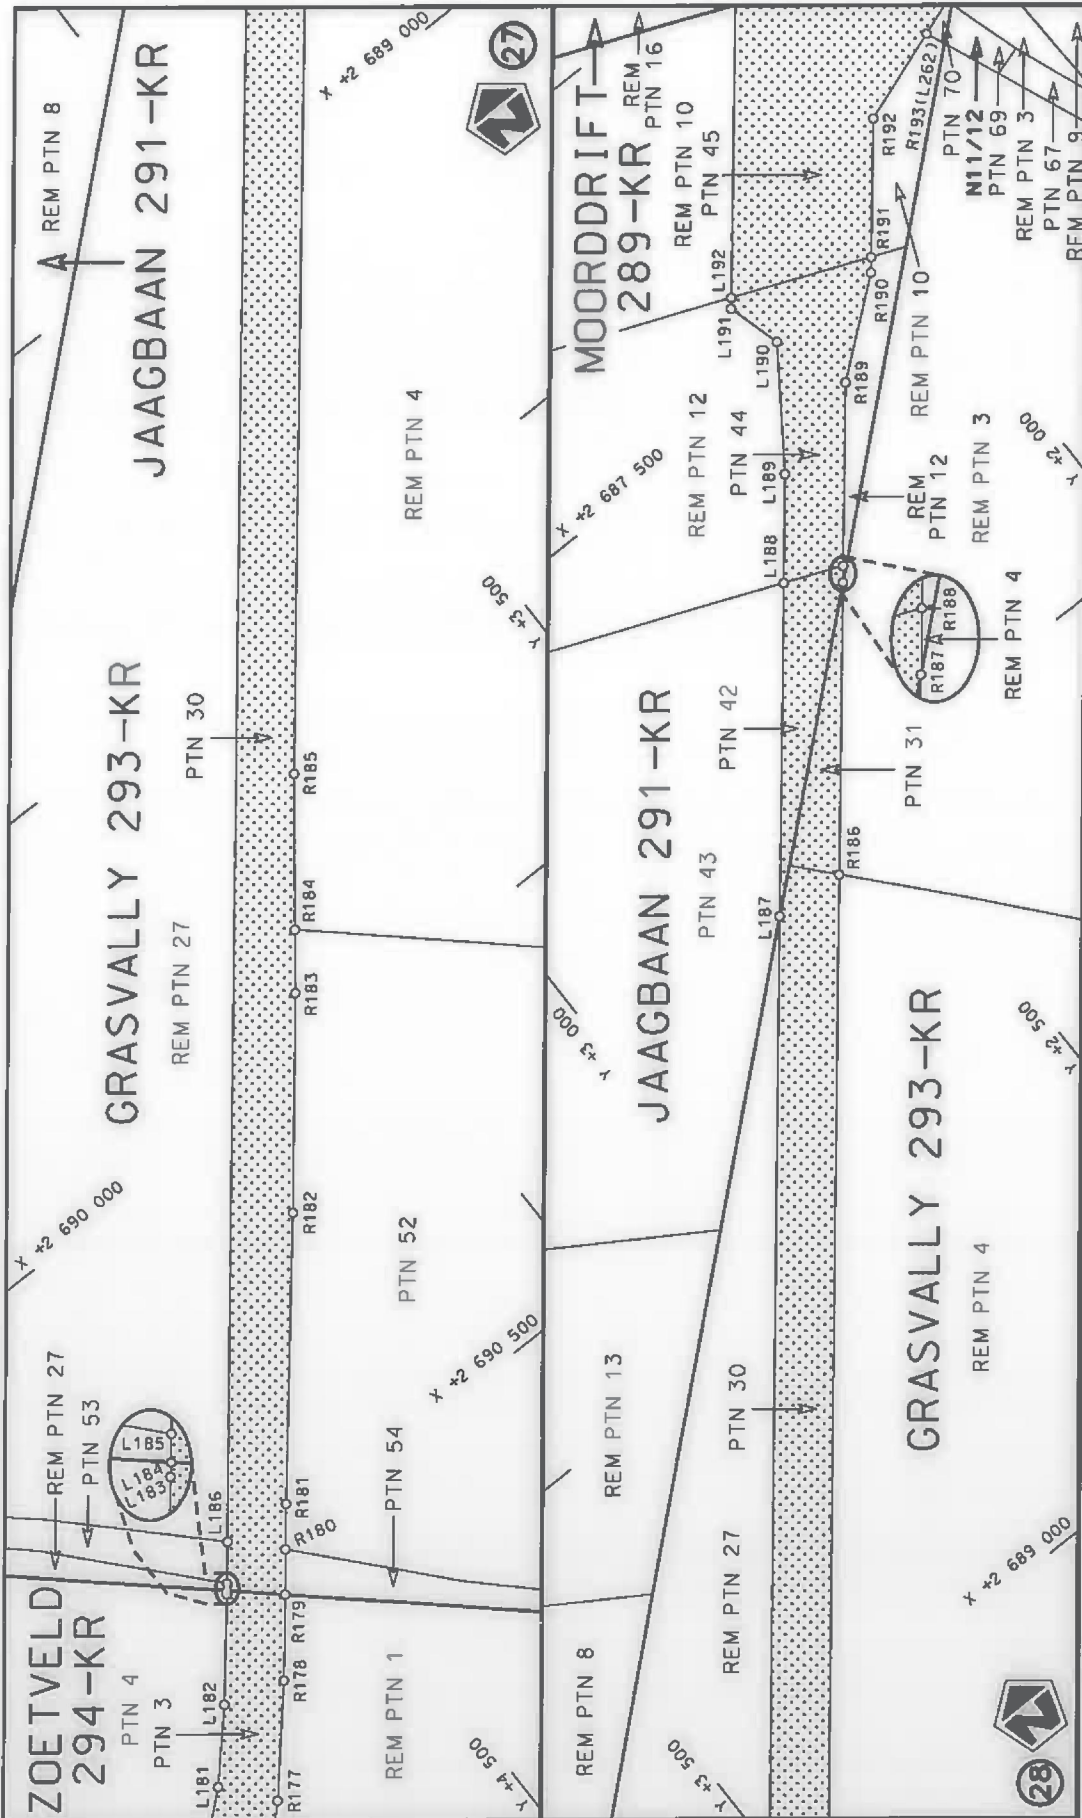 ZOETVELD
294-KR
PTN 4
PTN 3
L181
L182
R177
R178
R179
REM PTN 1
Y +4 500
REM PTN 27
PTN 53
L183
L184
L185
L186
R180
R181
PTN 54
X +2 690 000
X +2 690 500
R182
PTN 52
GRASVALLY 293-KR
REM PTN 27
R183
R184
PTN 30
R185
JAAGBAAN 291-KR
REM PTN 8
REM PTN 4
X +2 689 000
27
REM PTN 8
Y +3 500
REM PTN 27
28
X +2 689 000
REM PTN 13
PTN 30
GRASVALLY 293-KR
REM PTN 4
Y +3 000
JAAGBAAN 291-KR
PTN 43
L187
PTN 42
R186
PTN 31
Y +2 500
Y +3 500
X +2 687 500
L188
L189
REM PTN 12
PTN 44
R187
R188
REM PTN 4
REM
PTN 12
REM PTN 3
Y +2 000
MOORDDRIFT
289-KR
REM
PTN 16
REM PTN 10
PTN 45
L190
L191
L192
R189
R190
R191
R192
R193(L262)
REM PTN 10
PTN 70
N11/12
PTN 69
REM PTN 3
PTN 67
REM PTN 9